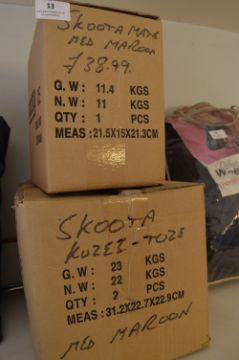 13
SKOOTA MATE
MED MAROON
£38.99.
G.W: 11.4 KGS
N.W: 11 KGS
QTY: 1 PCS
MEAS: 21.5X15X21.3CM
SKOOTA
KOZEE-TOZE
G.W: 23 KGS
N.W: 22 KGS
QTY: 2 PCS
MEAS: 31.2X22.7X22.9CM
MED MAROON